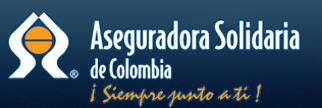 Aseguradora Solidaria
de Colombia
®
¡ Siempre junto a ti !